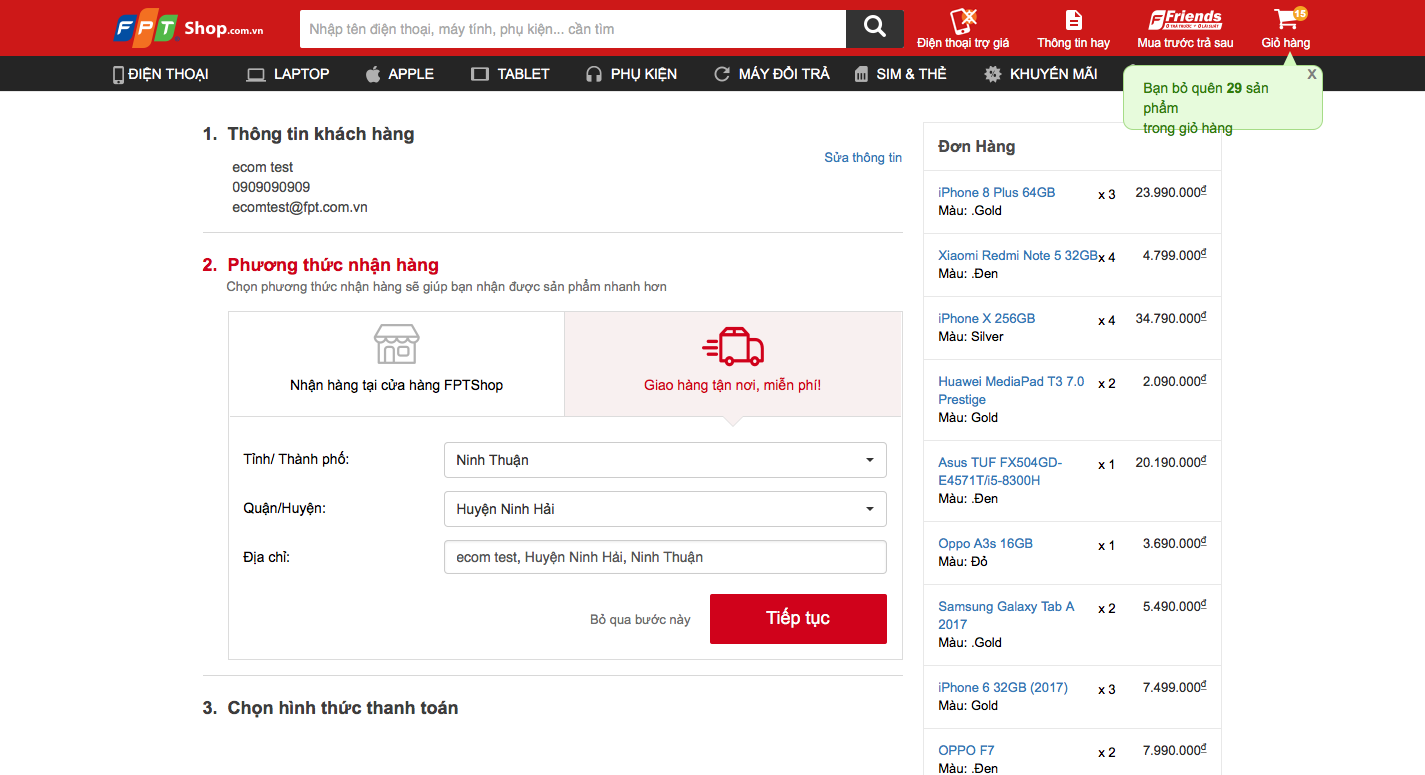 FPT Shop.com.vn
Nhập tên điện thoại, máy tính, phụ kiện... cần tìm
Điện thoại trợ giá
Thông tin hay
Friends
Mua trước trả sau
15
Giỏ hàng
ĐIỆN THOẠI
LAPTOP
APPLE
TABLET
PHỤ KIỆN
MÁY ĐỔI TRẢ
SIM & THẺ
KHUYẾN MÃI
X
Bạn bỏ quên 29 sản
phẩm
trong giỏ hàng
1. Thông tin khách hàng
Sửa thông tin
ecom test
0909090909
ecomtest@fpt.com.vn
2. Phương thức nhận hàng
Chọn phương thức nhận hàng sẽ giúp bạn nhận được sản phẩm nhanh hơn
Nhận hàng tại cửa hàng FPTShop
Giao hàng tận nơi, miễn phí!
Tỉnh/ Thành phố:
Ninh Thuận
Quận/Huyện:
Huyện Ninh Hải
Địa chỉ:
ecom test, Huyện Ninh Hải, Ninh Thuận
Bỏ qua bước này
Tiếp tục
3. Chọn hình thức thanh toán
Đơn Hàng
iPhone 8 Plus 64GB x 3 23.990.000đ
Màu: .Gold
Xiaomi Redmi Note 5 32GB x 4 4.799.000đ
Màu: .Đen
iPhone X 256GB x 4 34.790.000đ
Màu: Silver
Huawei MediaPad T3 7.0 x 2 2.090.000đ
Prestige
Màu: Gold
Asus TUF FX504GD- x 1 20.190.000đ
E4571T/i5-8300H
Màu: .Đen
Oppo A3s 16GB x 1 3.690.000đ
Màu: Đỏ
Samsung Galaxy Tab A x 2 5.490.000đ
2017
Màu: .Gold
iPhone 6 32GB (2017) x 3 7.499.000đ
Màu: Gold
OPPO F7 x 2 7.990.000đ
Màu: .Đen